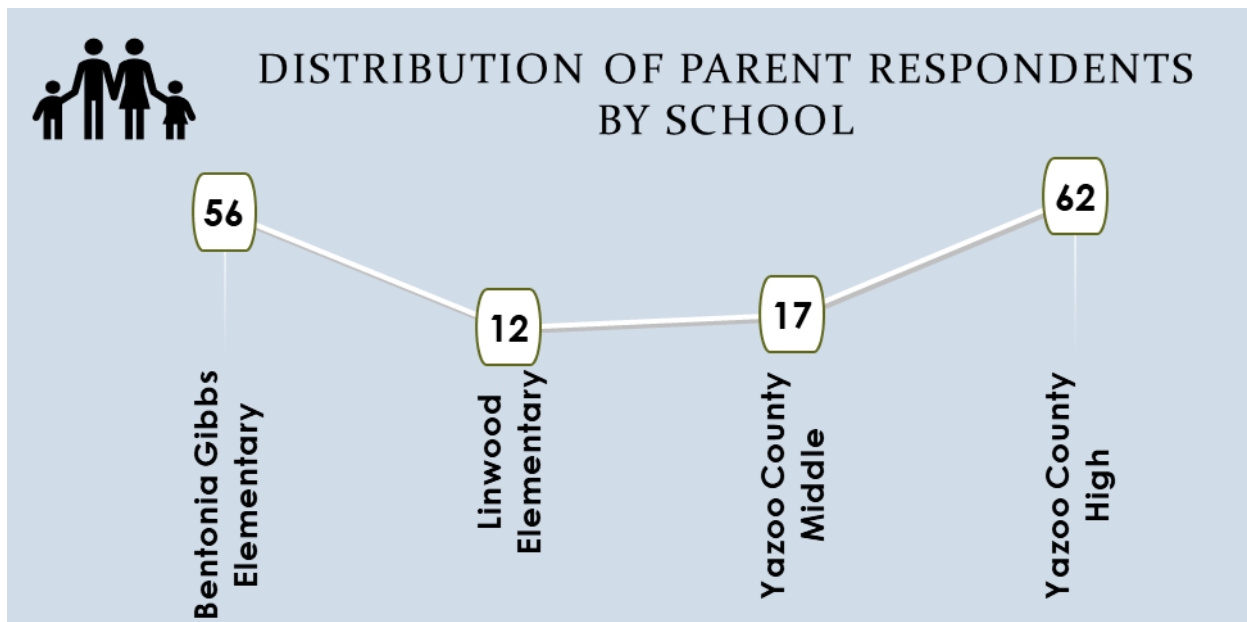 DISTRIBUTION OF PARENT RESPONDENTS
BY SCHOOL
56
12
17
62
Bentonia Gibbs
Elementary
Linwood
Elementary
Yazoo County
Middle
Yazoo County
High